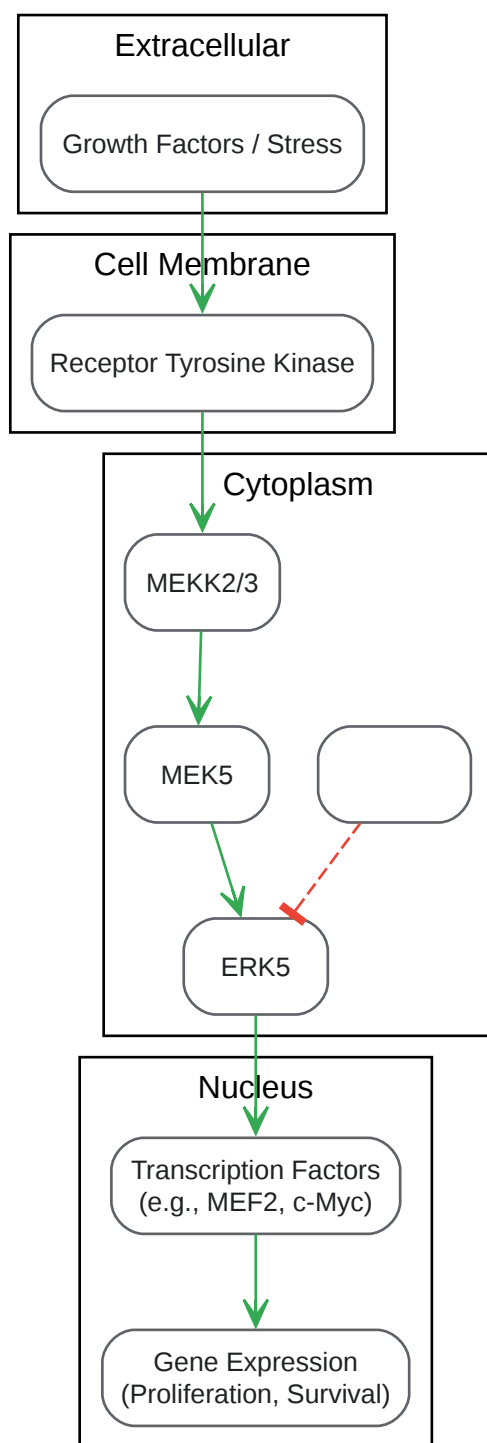 Extracellular
Growth Factors / Stress
Cell Membrane
Receptor Tyrosine Kinase
Cytoplasm
MEKK2/3
MEK5
ERK5
Nucleus
Transcription Factors
(e.g., MEF2, c-Myc)
Gene Expression
(Proliferation, Survival)